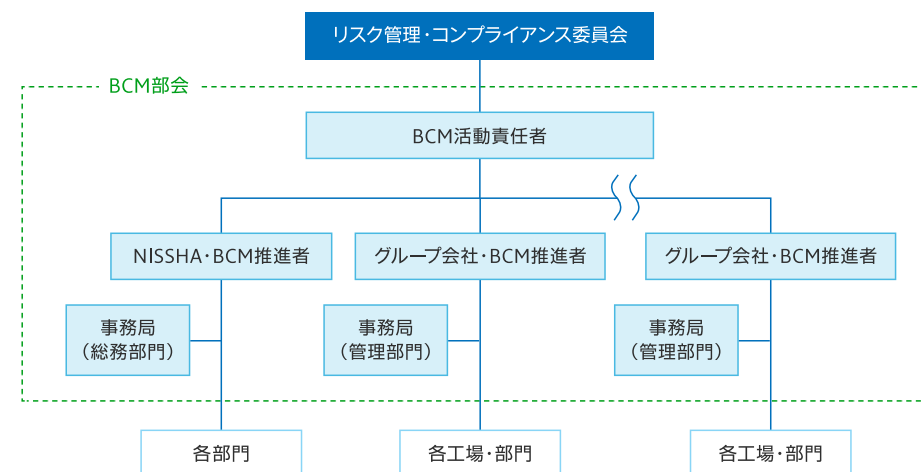 リスク管理・コンプライアンス委員会
BCM部会
BCM活動責任者
NISSHA・BCM推進者
グループ会社・BCM推進者
グループ会社・BCM推進者
事務局
（総務部門）
事務局
（管理部門）
事務局
（管理部門）
各部門
各工場・部門
各工場・部門